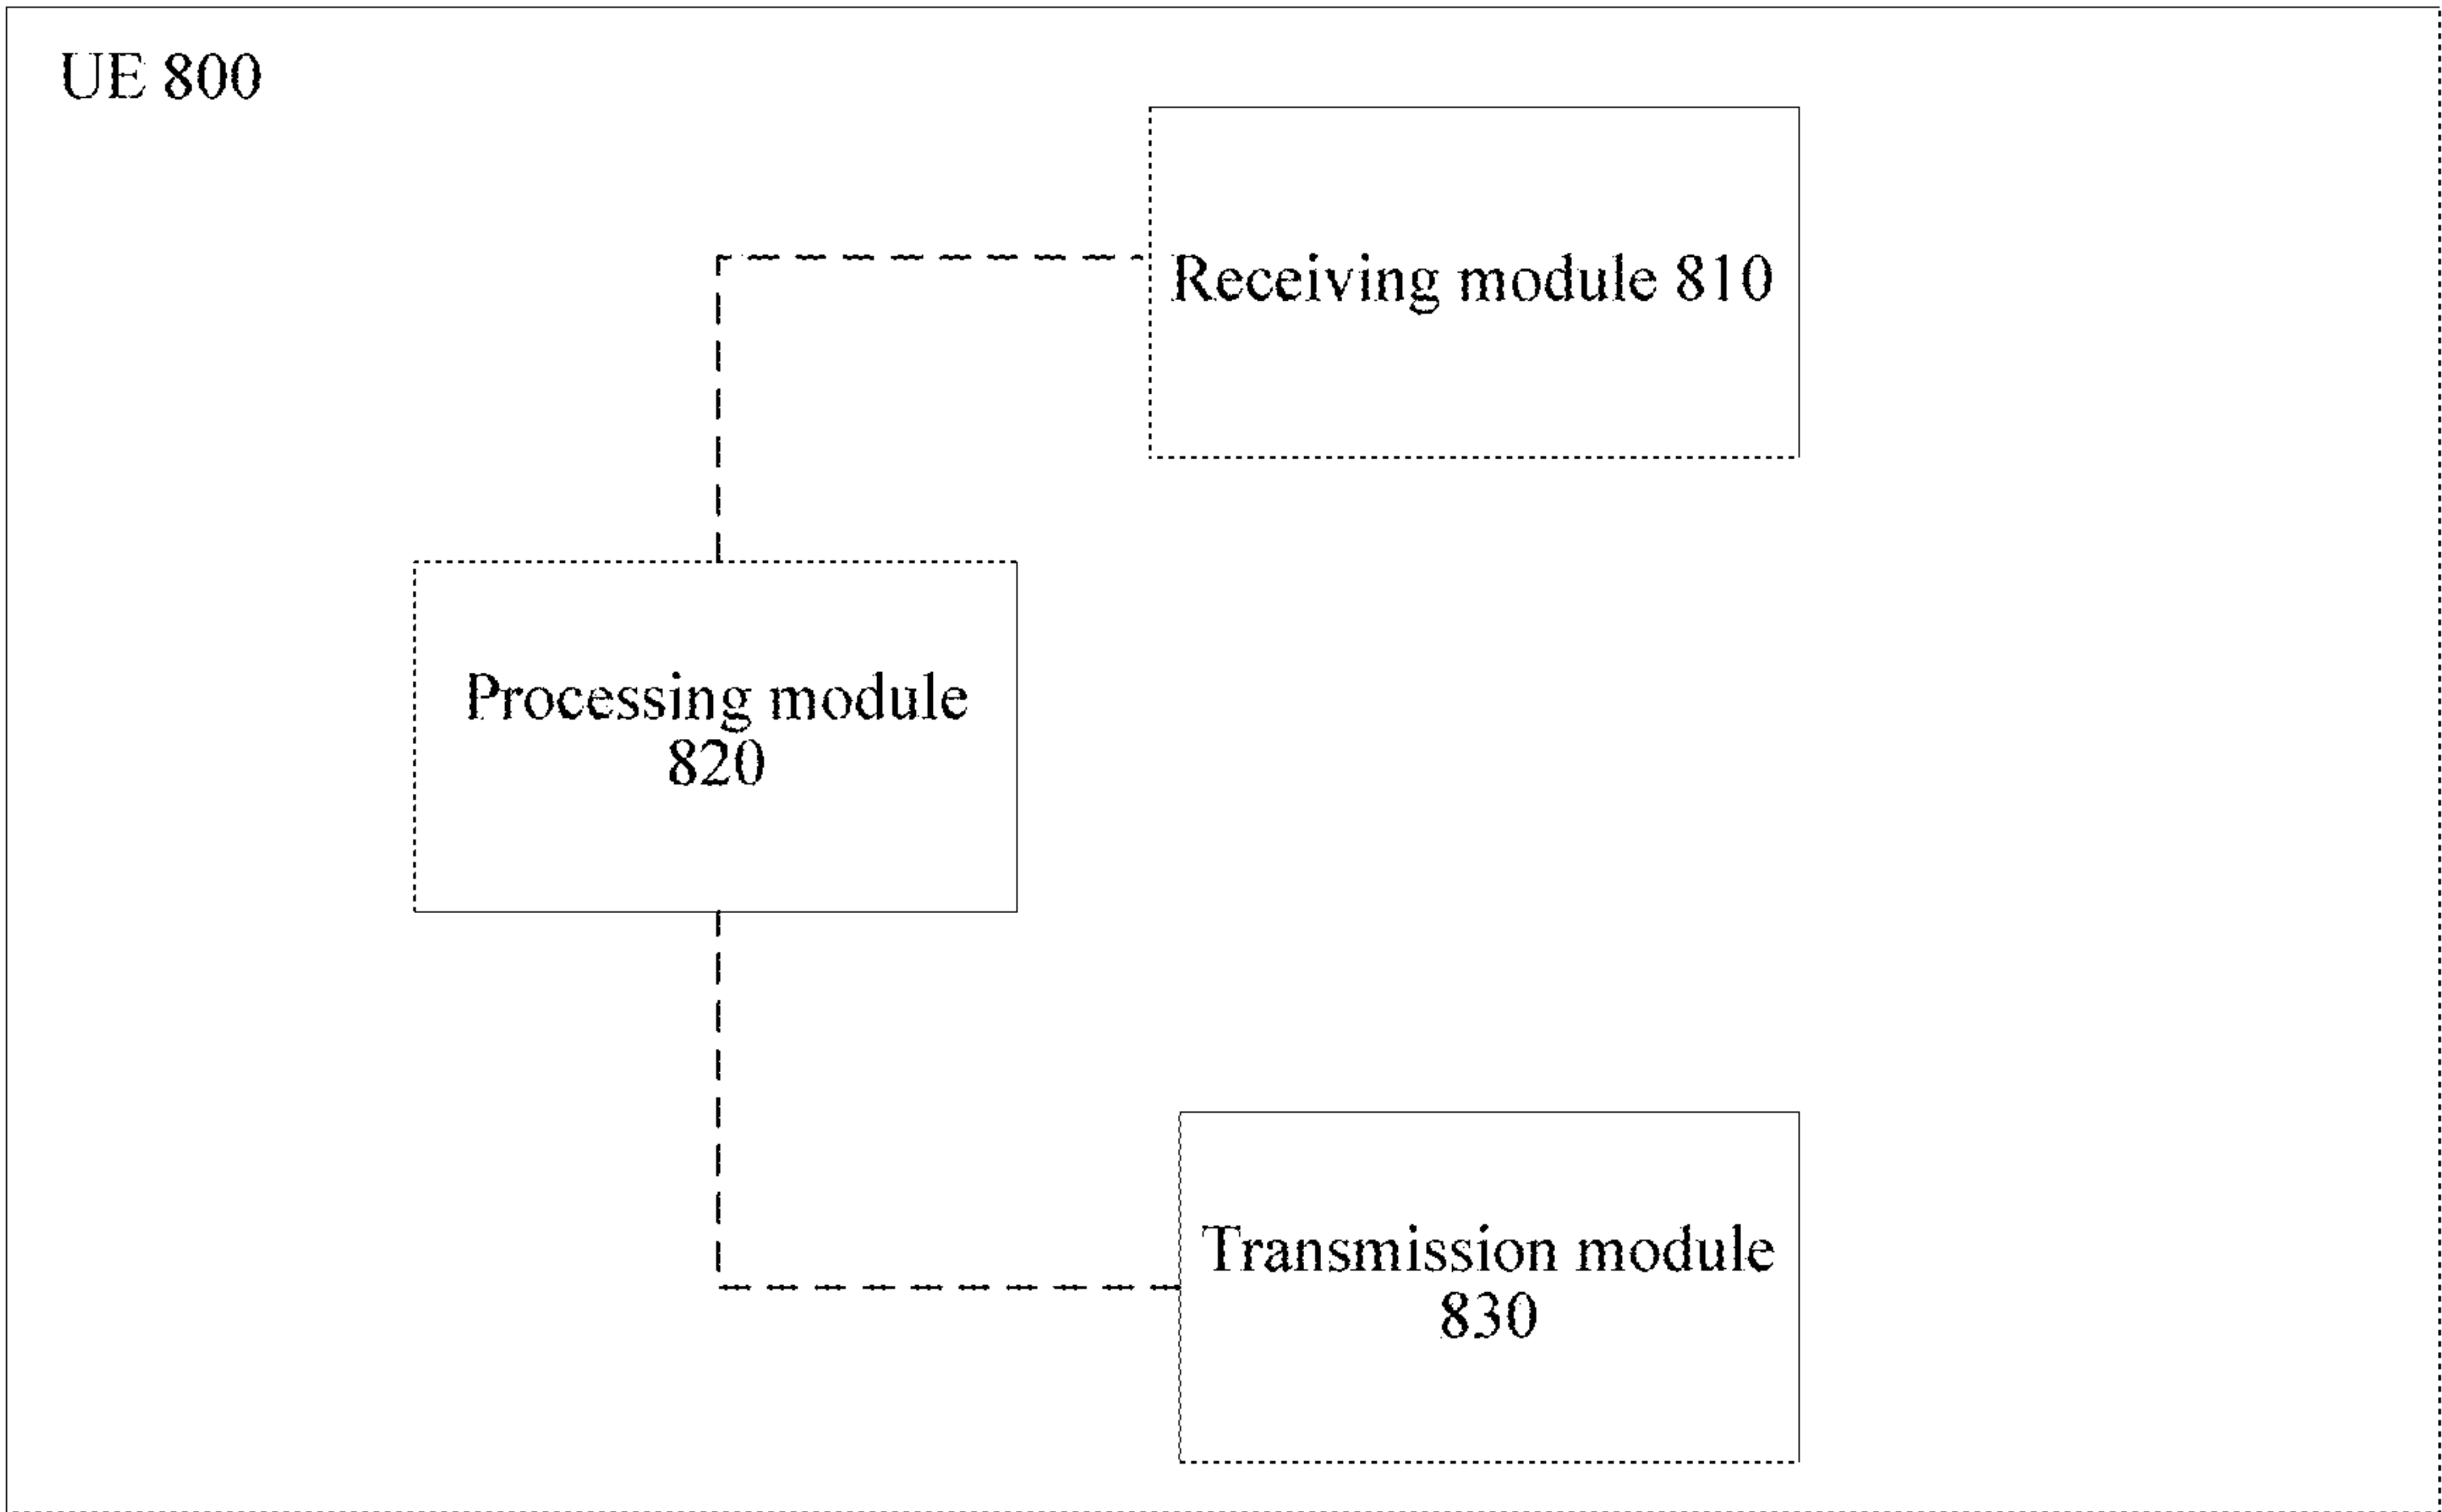 UE 800
Receiving module 810
Processing module
820
Transmission module
830